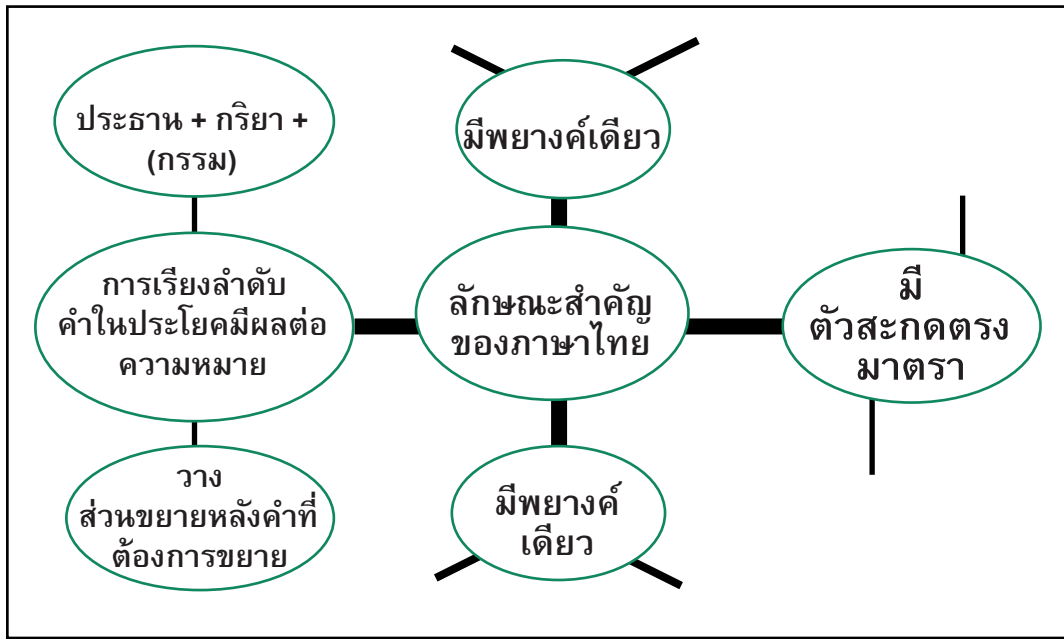 ประธาน + กริยา +
(กรรม)
มีพยางค์เดียว
การเรียงลำดับ
คำในประโยคมีผลต่อ
ความหมาย
ลักษณะสำคัญ
ของภาษาไทย
มี
ตัวสะกดตรง
มาตรา
วาง
ส่วนขยายหลังคำที่
ต้องการขยาย
มีพยางค์
เดียว